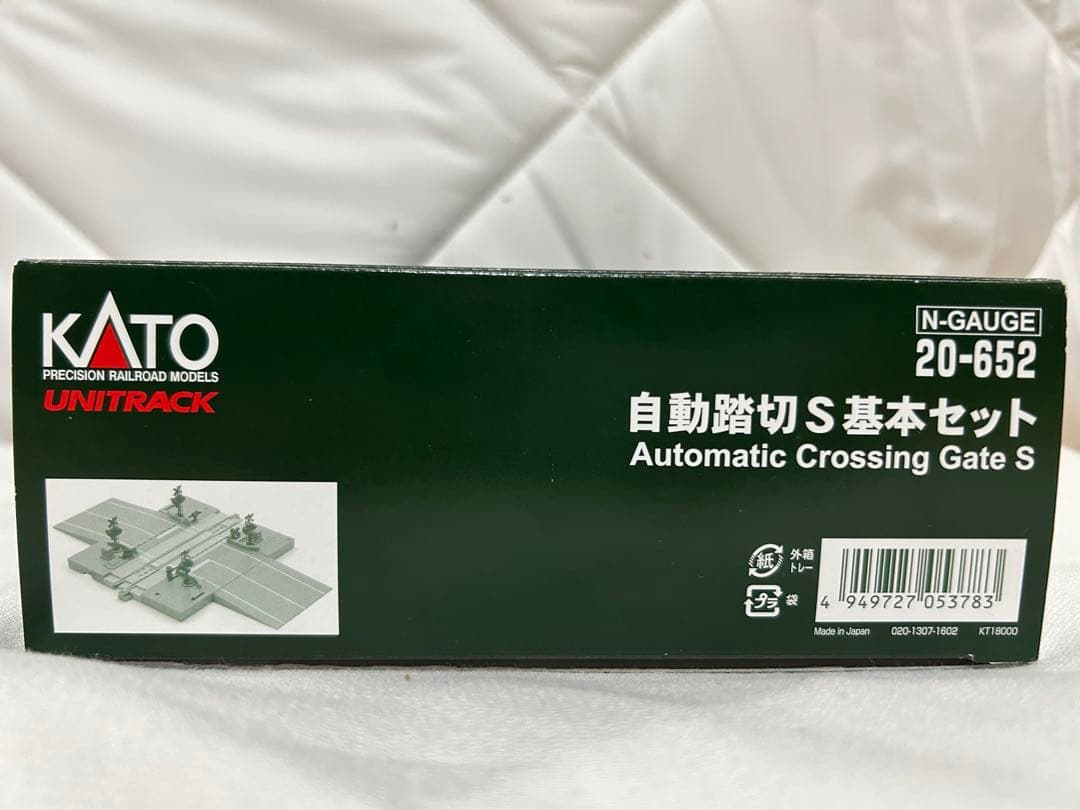 KATO
PRECISION RAILROAD MODELS
UNITRACK
N-GAUGE
20-652
自動踏切S基本セット
Automatic Crossing Gate S
紙
外箱
トレー
プラ
袋
4 949727 053783
Made in Japan 020-1307-1602 KT18000